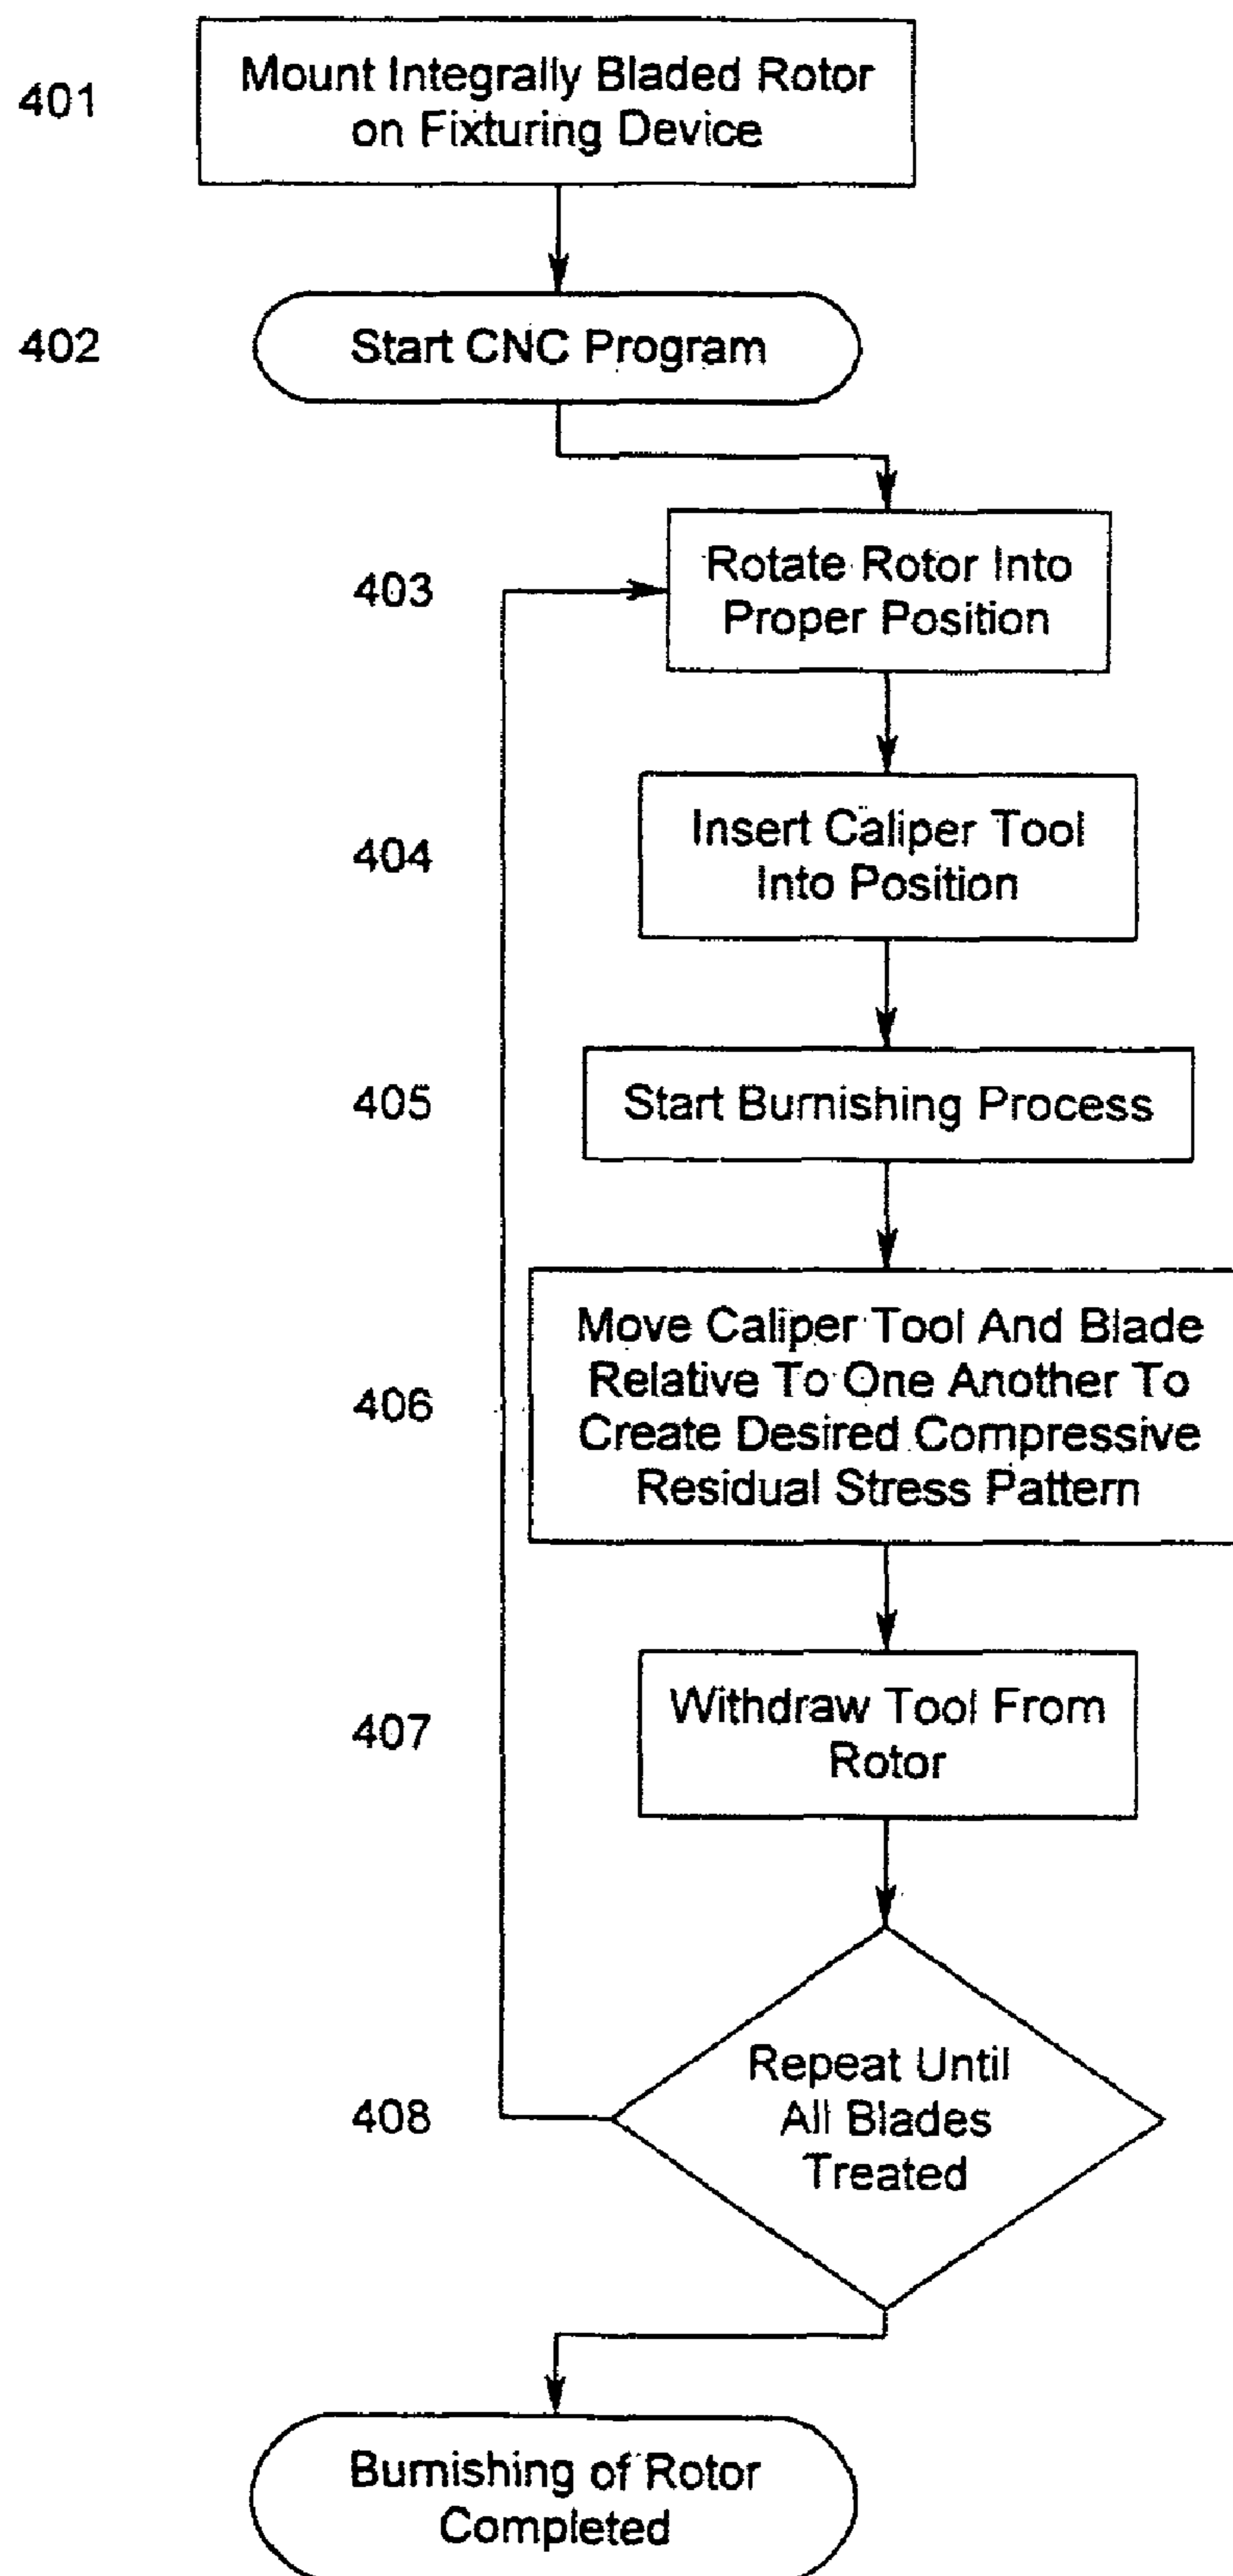 401
Mount Integrally Bladed Rotor
on Fixturing Device
402
Start CNC Program
403
Rotate Rotor Into
Proper Position
404
Insert Caliper Tool
Into Position
405
Start Burnishing Process
406
Move Caliper Tool And Blade
Relative To One Another To
Create Desired Compressive
Residual Stress Pattern
407
Withdraw Tool From
Rotor
408
Repeat Until
All Blades
Treated
Burnishing of Rotor
Completed